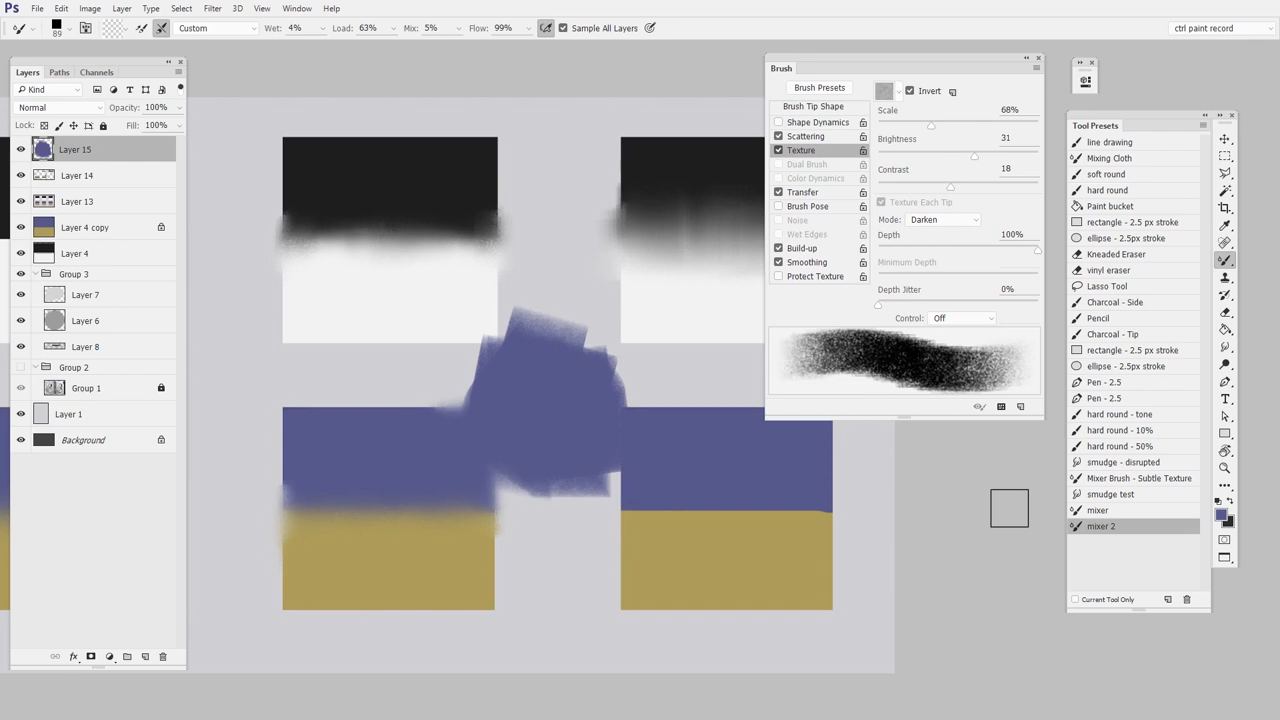 Ps File Edit Image Layer Type Select Filter 3D View Window Help
89 Custom Wet: 4% Load: 63% Mix: 5% Flow: 99% Sample All Layers ctrl paint record
Layers Paths Channels
Kind
Normal Opacity: 100%
Lock: Fill: 100%
Layer 15
Layer 14
Layer 13
Layer 4 copy
Layer 4
Group 3
Layer 7
Layer 6
Layer 8
Group 2
Group 1
Layer 1
Background
Brush
Brush Presets
Brush Tip Shape
Shape Dynamics
Scattering
Texture
Dual Brush
Color Dynamics
Transfer
Brush Pose
Noise
Wet Edges
Build-up
Smoothing
Protect Texture
Invert
Scale 68%
Brightness 31
Contrast 18
Texture Each Tip
Mode: Darken
Depth 100%
Minimum Depth
Depth Jitter 0%
Control: Off
Tool Presets
line drawing
Mixing Cloth
soft round
hard round
Paint bucket
rectangle - 2.5 px stroke
ellipse - 2.5px stroke
Kneaded Eraser
vinyl eraser
Lasso Tool
Charcoal - Side
Pencil
Charcoal - Tip
rectangle - 2.5 px stroke
ellipse - 2.5px stroke
Pen - 2.5
Pen - 2.5
hard round - tone
hard round - 10%
hard round - 50%
smudge - disrupted
Mixer Brush - Subtle Texture
smudge test
mixer
mixer 2
Current Tool Only